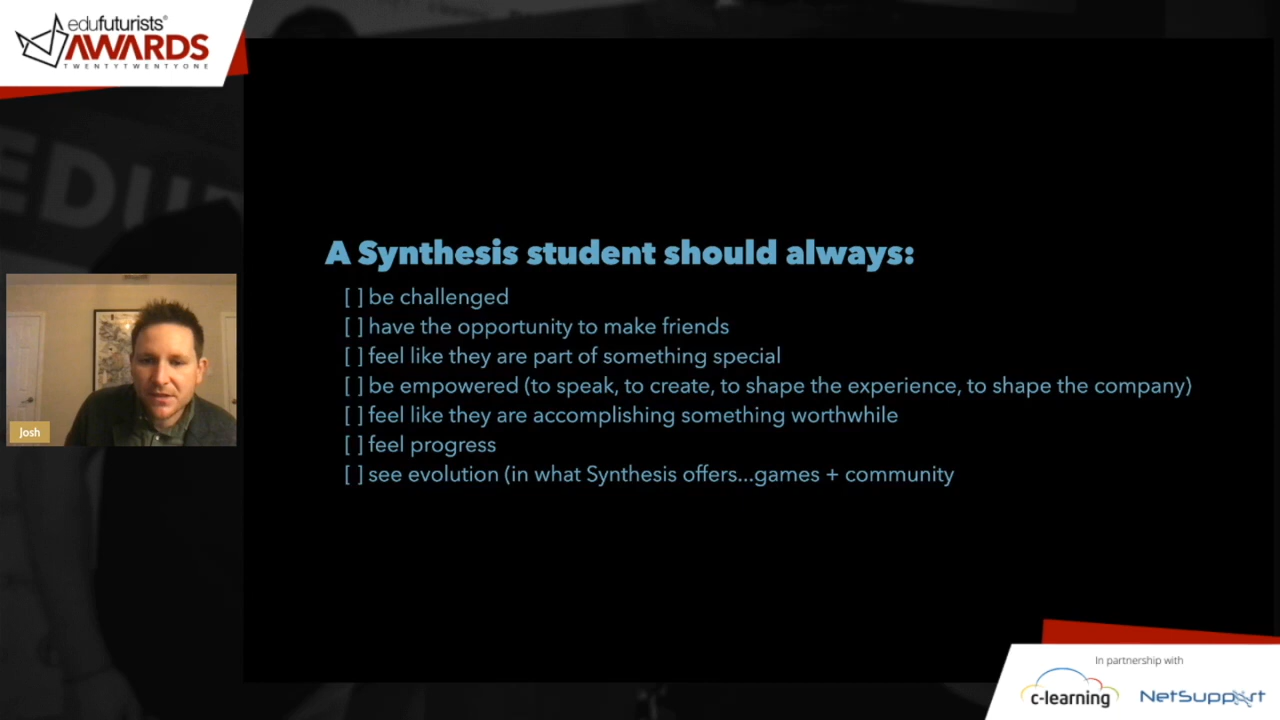 edufuturists®
AWARDS
TWENTYTWENTYONE
EDU
A Synthesis student should always:
[ ] be challenged
[ ] have the opportunity to make friends
[ ] feel like they are part of something special
[ ] be empowered (to speak, to create, to shape the experience, to shape the company)
[ ] feel like they are accomplishing something worthwhile
[ ] feel progress
[ ] see evolution (in what Synthesis offers...games + community
Josh
In partnership with
c-learning
NetSupport